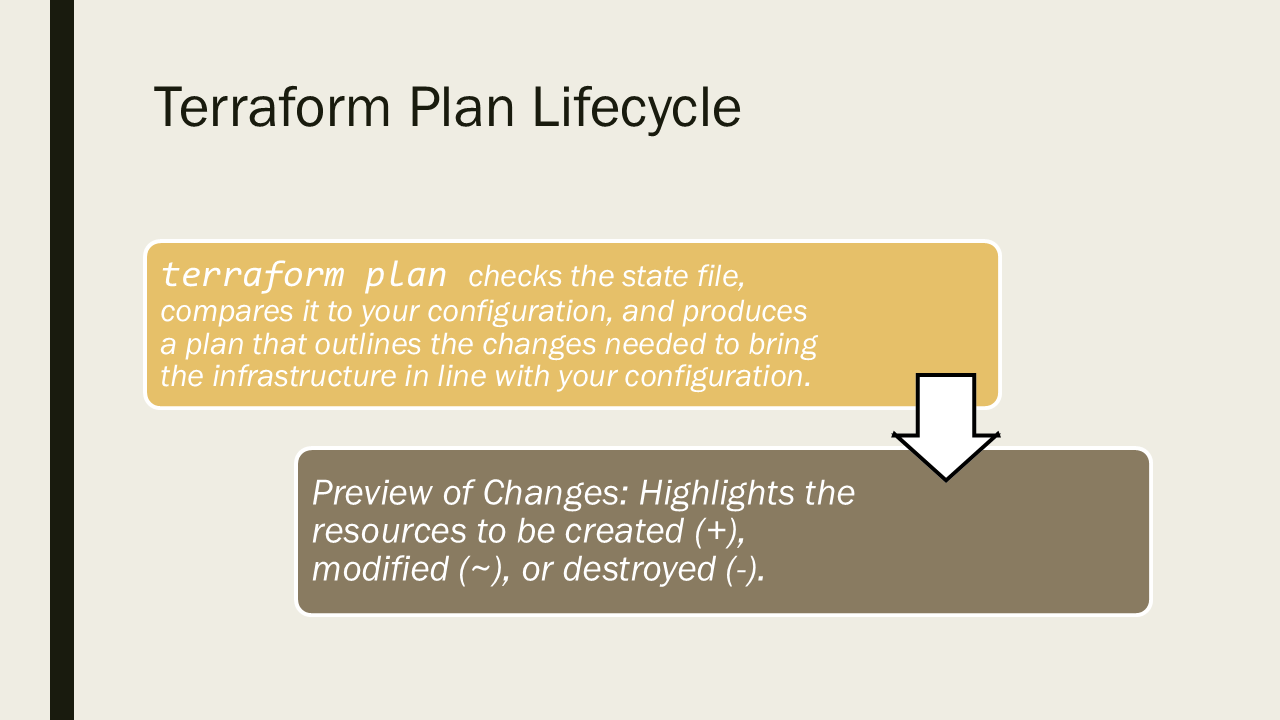 Terraform Plan Lifecycle
terraform plan checks the state file,
compares it to your configuration, and produces
a plan that outlines the changes needed to bring
the infrastructure in line with your configuration.
Preview of Changes: Highlights the
resources to be created (+),
modified (~), or destroyed (-).